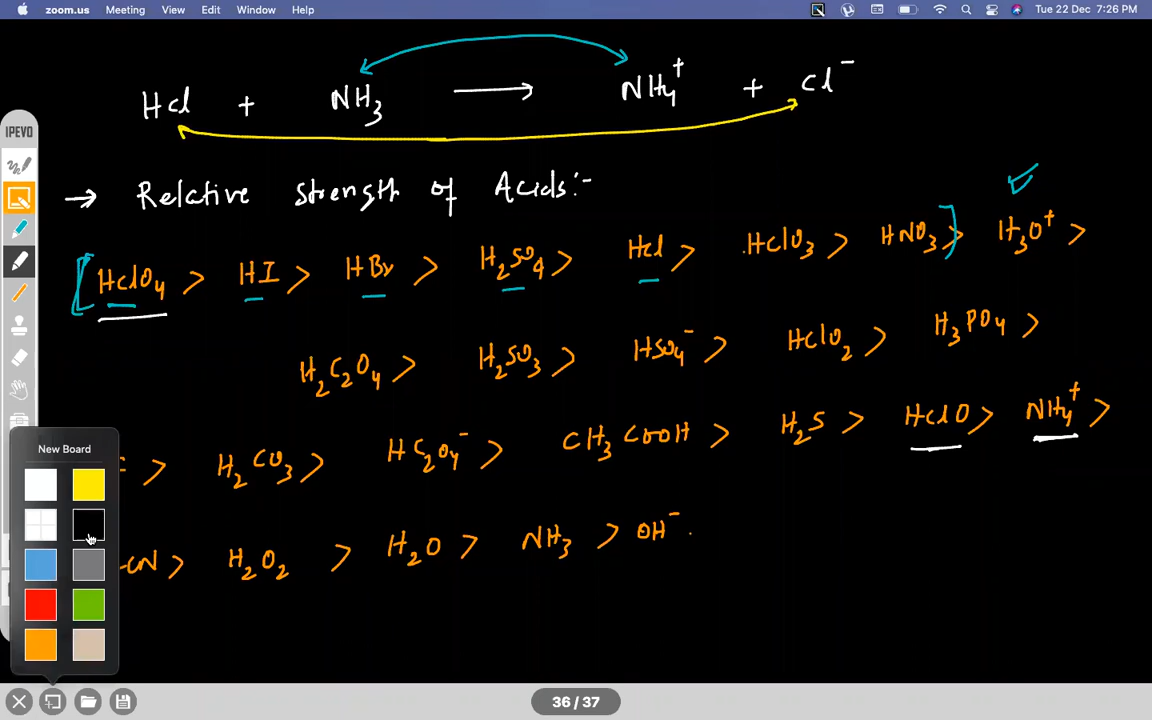 zoom.us Meeting View Edit Window Help Tue 22 Dec 7:26 PM
Hcl + NH3 → NH4+ + Cl−
IPEVO
→ Relative Strength of Acids:-
[HClO4 > HI > HBr > H2SO4 > Hcl > HClO3 > HNO3] > H3O+ >
H2C2O4 > H2SO3 > HSO4− > HClO2 > H3PO4 >
> H2CO3 > HC2O4− > CH3COOH > H2S > HClO > NH4+ >
New Board
CN > H2O2 > H2O > NH3 > OH− .
36 / 37